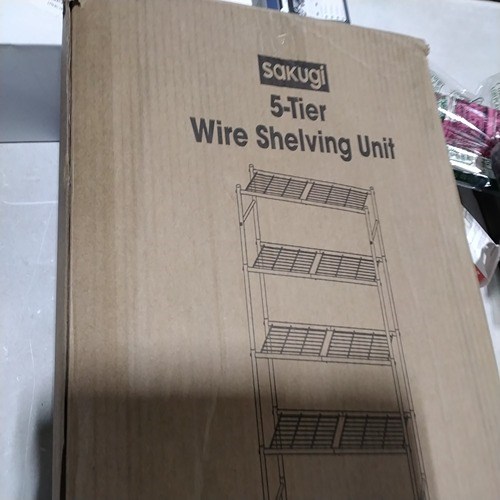 sakugi
5-Tier
Wire Shelving Unit